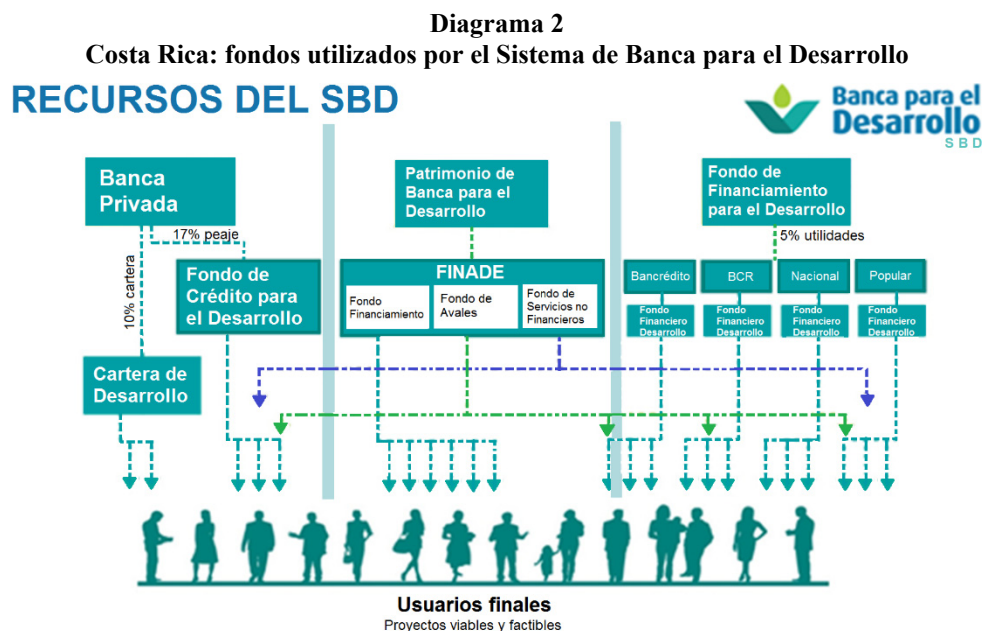 Diagrama 2
Costa Rica: fondos utilizados por el Sistema de Banca para el Desarrollo
RECURSOS DEL SBD
Banca para el
Desarrollo
SBD
Banca
Privada
17% peaje
10% cartera
Fondo de
Crédito para
el Desarrollo
Cartera de
Desarrollo
Patrimonio de
Banca para el
Desarrollo
FINADE
Fondo
Financiamiento
Fondo de
Avales
Fondo de
Servicios no
Financieros
Fondo de
Financiamiento
para el Desarrollo
5% utilidades
Bancrédito
BCR
Nacional
Popular
Fondo
Financiero
Desarrollo
Fondo
Financiero
Desarrollo
Fondo
Financiero
Desarrollo
Fondo
Financiero
Desarrollo
Usuarios finales
Proyectos viables y factibles